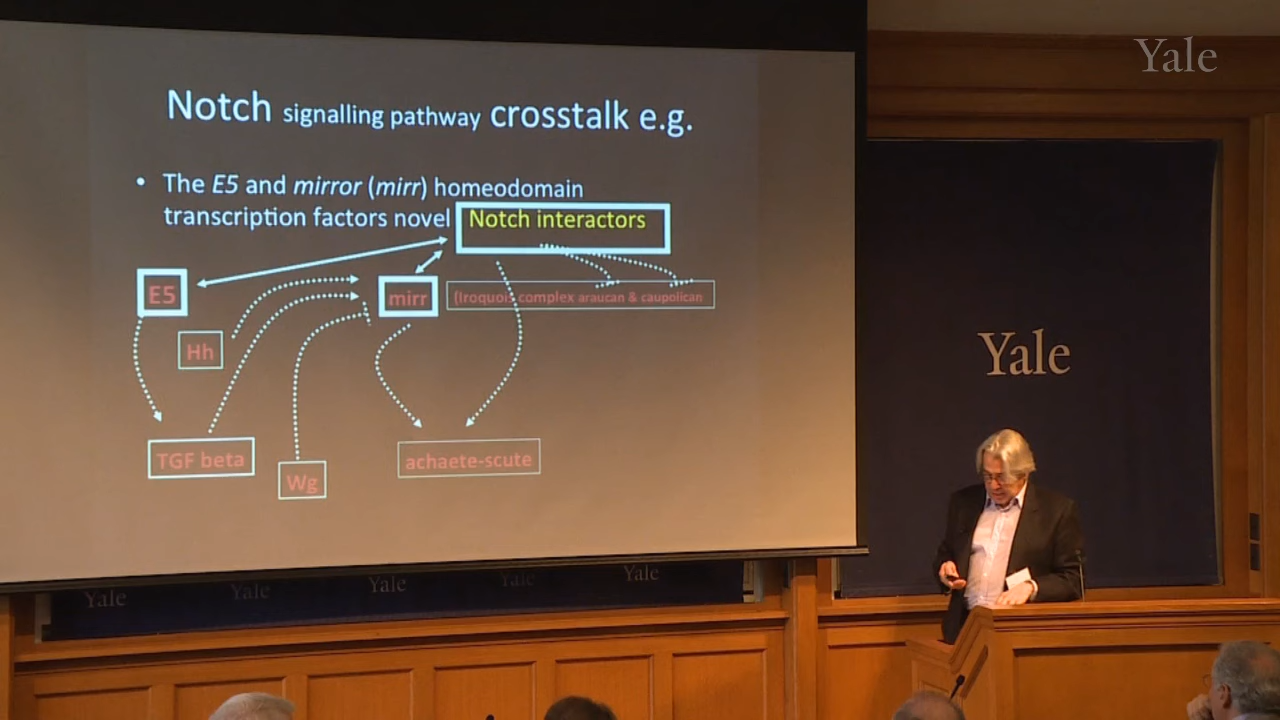 Yale
Notch signalling pathway crosstalk e.g.
• The E5 and mirror (mirr) homeodomain
transcription factors novel Notch interactors
E5
mirr
(Iroquois complex araucan & caupolican
Hh
TGF beta
Wg
achaete-scute
Yale
Yale
Yale
Yale
Yale
Yale